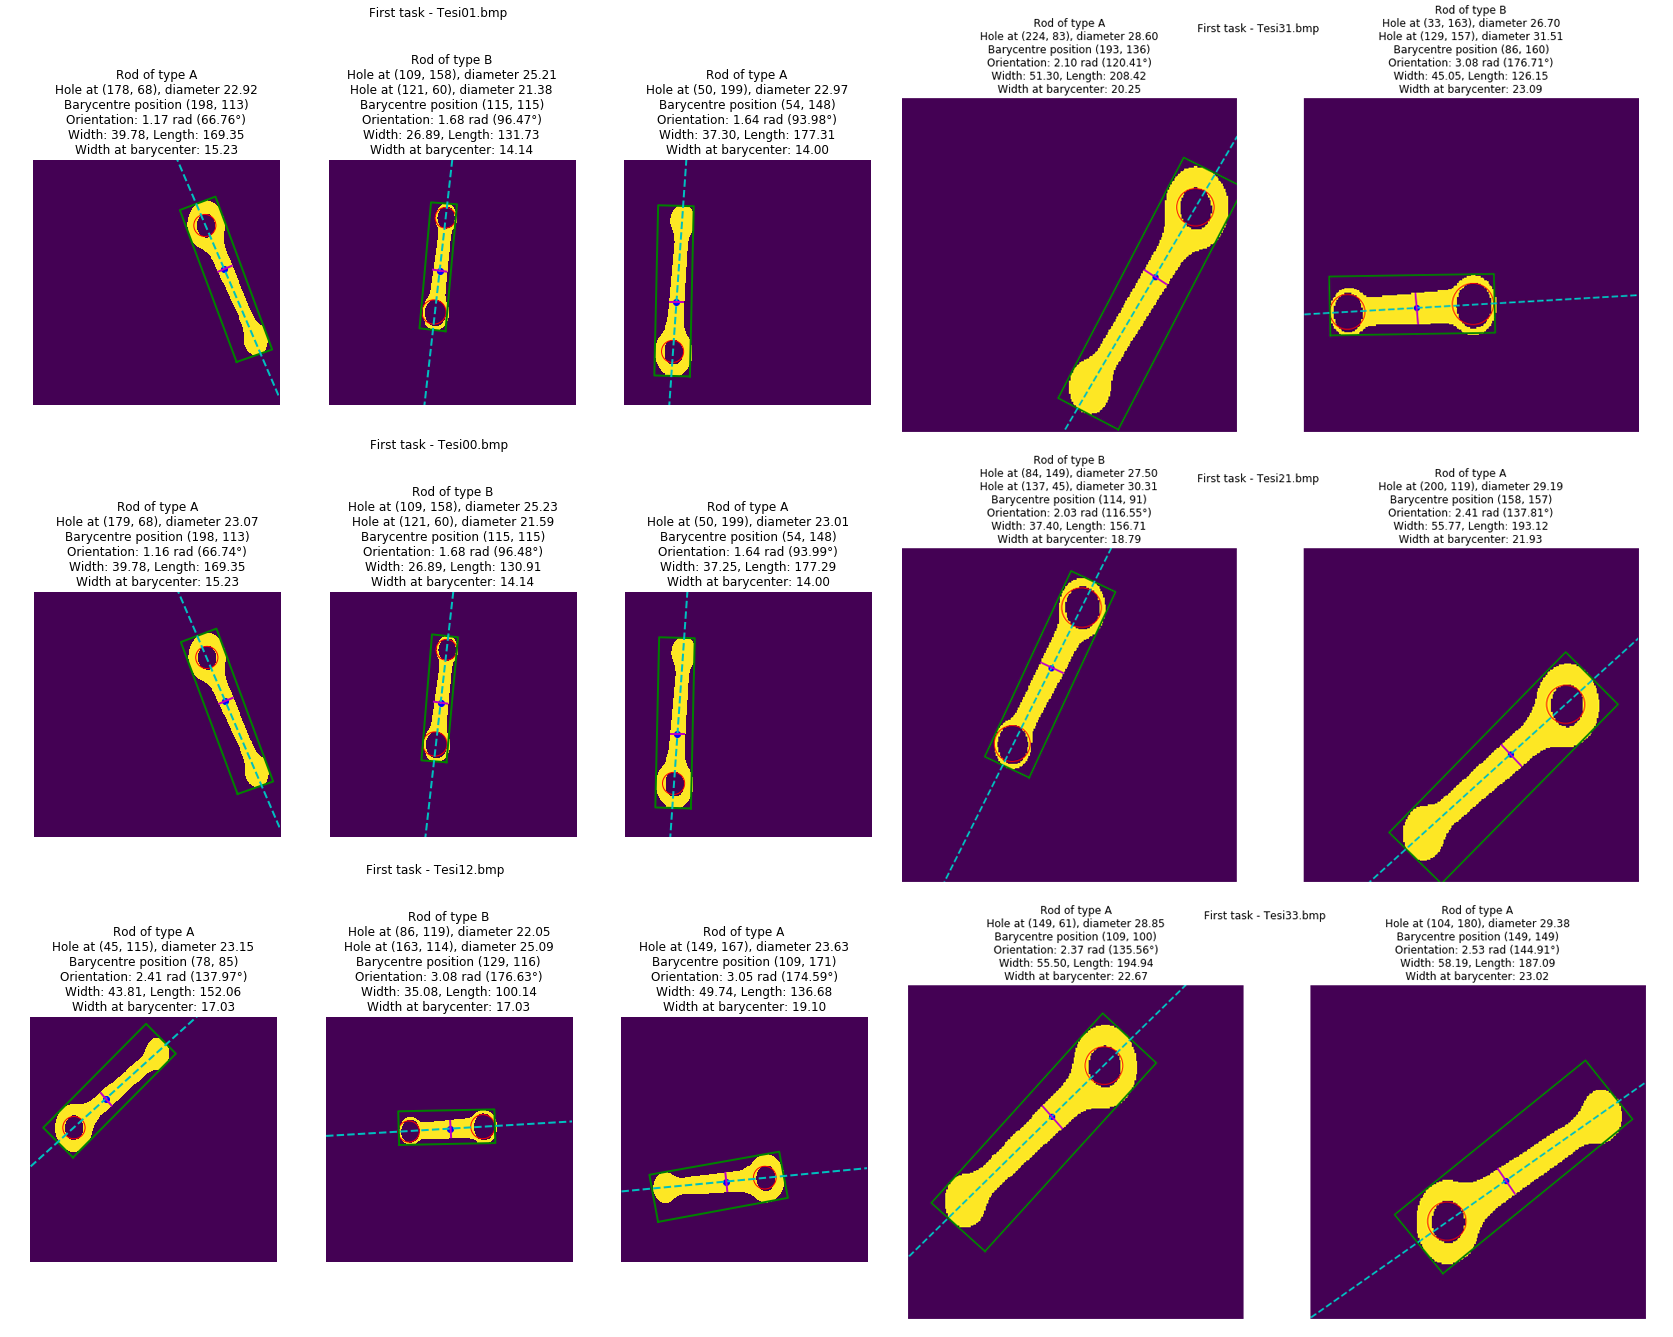 First task - Tesi01.bmp
Rod of type A
Hole at (178, 68), diameter 22.92
Barycentre position (198, 113)
Orientation: 1.17 rad (66.76°)
Width: 39.78, Length: 169.35
Width at barycenter: 15.23
Rod of type B
Hole at (109, 158), diameter 25.21
Hole at (121, 60), diameter 21.38
Barycentre position (115, 115)
Orientation: 1.68 rad (96.47°)
Width: 26.89, Length: 131.73
Width at barycenter: 14.14
Rod of type A
Hole at (50, 199), diameter 22.97
Barycentre position (54, 148)
Orientation: 1.64 rad (93.98°)
Width: 37.30, Length: 177.31
Width at barycenter: 14.00
First task - Tesi31.bmp
Rod of type A
Hole at (224, 83), diameter 28.60
Barycentre position (193, 136)
Orientation: 2.10 rad (120.41°)
Width: 51.30, Length: 208.42
Width at barycenter: 20.25
Rod of type B
Hole at (33, 163), diameter 26.70
Hole at (129, 157), diameter 31.51
Barycentre position (86, 160)
Orientation: 3.08 rad (176.71°)
Width: 45.05, Length: 126.15
Width at barycenter: 23.09
First task - Tesi00.bmp
Rod of type A
Hole at (179, 68), diameter 23.07
Barycentre position (198, 113)
Orientation: 1.16 rad (66.74°)
Width: 39.78, Length: 169.35
Width at barycenter: 15.23
Rod of type B
Hole at (109, 158), diameter 25.23
Hole at (121, 60), diameter 21.59
Barycentre position (115, 115)
Orientation: 1.68 rad (96.48°)
Width: 26.89, Length: 130.91
Width at barycenter: 14.14
Rod of type A
Hole at (50, 199), diameter 23.01
Barycentre position (54, 148)
Orientation: 1.64 rad (93.99°)
Width: 37.25, Length: 177.29
Width at barycenter: 14.00
First task - Tesi21.bmp
Rod of type B
Hole at (84, 149), diameter 27.50
Hole at (137, 45), diameter 30.31
Barycentre position (114, 91)
Orientation: 2.03 rad (116.55°)
Width: 37.40, Length: 156.71
Width at barycenter: 18.79
Rod of type A
Hole at (200, 119), diameter 29.19
Barycentre position (158, 157)
Orientation: 2.41 rad (137.81°)
Width: 55.77, Length: 193.12
Width at barycenter: 21.93
First task - Tesi12.bmp
Rod of type A
Hole at (45, 115), diameter 23.15
Barycentre position (78, 85)
Orientation: 2.41 rad (137.97°)
Width: 43.81, Length: 152.06
Width at barycenter: 17.03
Rod of type B
Hole at (86, 119), diameter 22.05
Hole at (163, 114), diameter 25.09
Barycentre position (129, 116)
Orientation: 3.08 rad (176.63°)
Width: 35.08, Length: 100.14
Width at barycenter: 17.03
Rod of type A
Hole at (149, 167), diameter 23.63
Barycentre position (109, 171)
Orientation: 3.05 rad (174.59°)
Width: 49.74, Length: 136.68
Width at barycenter: 19.10
First task - Tesi33.bmp
Rod of type A
Hole at (149, 61), diameter 28.85
Barycentre position (109, 100)
Orientation: 2.37 rad (135.56°)
Width: 55.50, Length: 194.94
Width at barycenter: 22.67
Rod of type A
Hole at (104, 180), diameter 29.38
Barycentre position (149, 149)
Orientation: 2.53 rad (144.91°)
Width: 58.19, Length: 187.09
Width at barycenter: 23.02